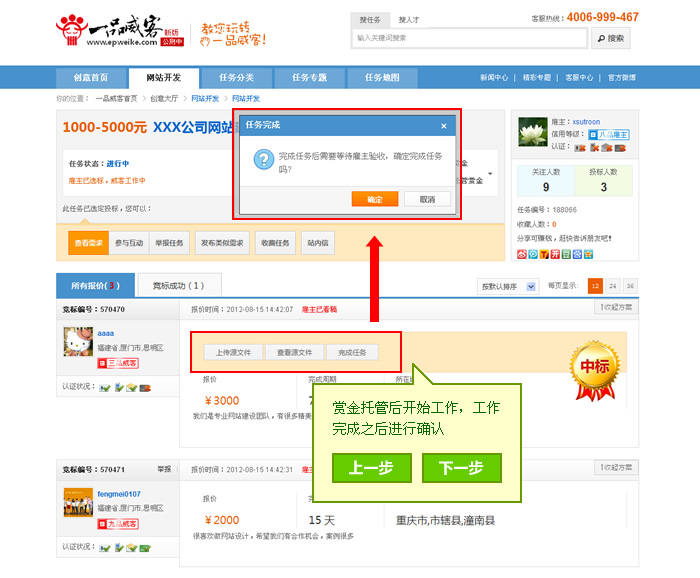 一品威客
新版
公测中
www.epweike.com
教您玩转
一品威客!
搜任务 搜人才
输入关键词搜索
搜索
客服热线: 4006-999-467
创意首页 网站开发 任务分类 任务专题 任务地图
新闻中心 | 精彩专题 | 客服中心 | 官方微博
你的位置: 一品威客首页 > 创意大厅 > 网站开发 > 网站开发
1000-5000元 XXX公司网站
任务状态:进行中
雇主已选标,威客工作中
赏金
托管赏金
此任务已选定投标,您可以:
查看需求 参与互动 举报任务 发布类似需求 收藏任务 站内信
任务完成 ×
完成任务后需要等待雇主验收,确定完成任务
吗?
确定 取消
雇主:xsutroon
信用等级: 八品雇主
认证:
关注人数 投标人数
9 3
任务编号: 188066
收藏人数: 0
分享可赚钱,赶快告诉朋友吧!
所有报价(3) 竞标成功(1)
按默认排序
每页显示: 12 24 36
竞标编号:570470
报价时间:2012-08-15 14:42:07 雇主已看稿
↑收起方案
aaaa
福建省,厦门市,思明区
三品威客
认证状况:
上传源文件 查看源文件 完成任务
报价 完成周期 所在
¥3000
我们是专业网站建设团队,有很多精美
中标
赏金托管后开始工作,工作
完成之后进行确认
上一步 下一步
竞标编号:570471 举报
报价时间:2012-08-15 14:42:31
↑收起方案
fengmei0107
福建省,厦门市,思明区
九品威客
认证状况:
报价
¥2000 15 天 重庆市,市辖县,潼南县
很喜欢做网站设计,希望我们有合作机会,案例很多